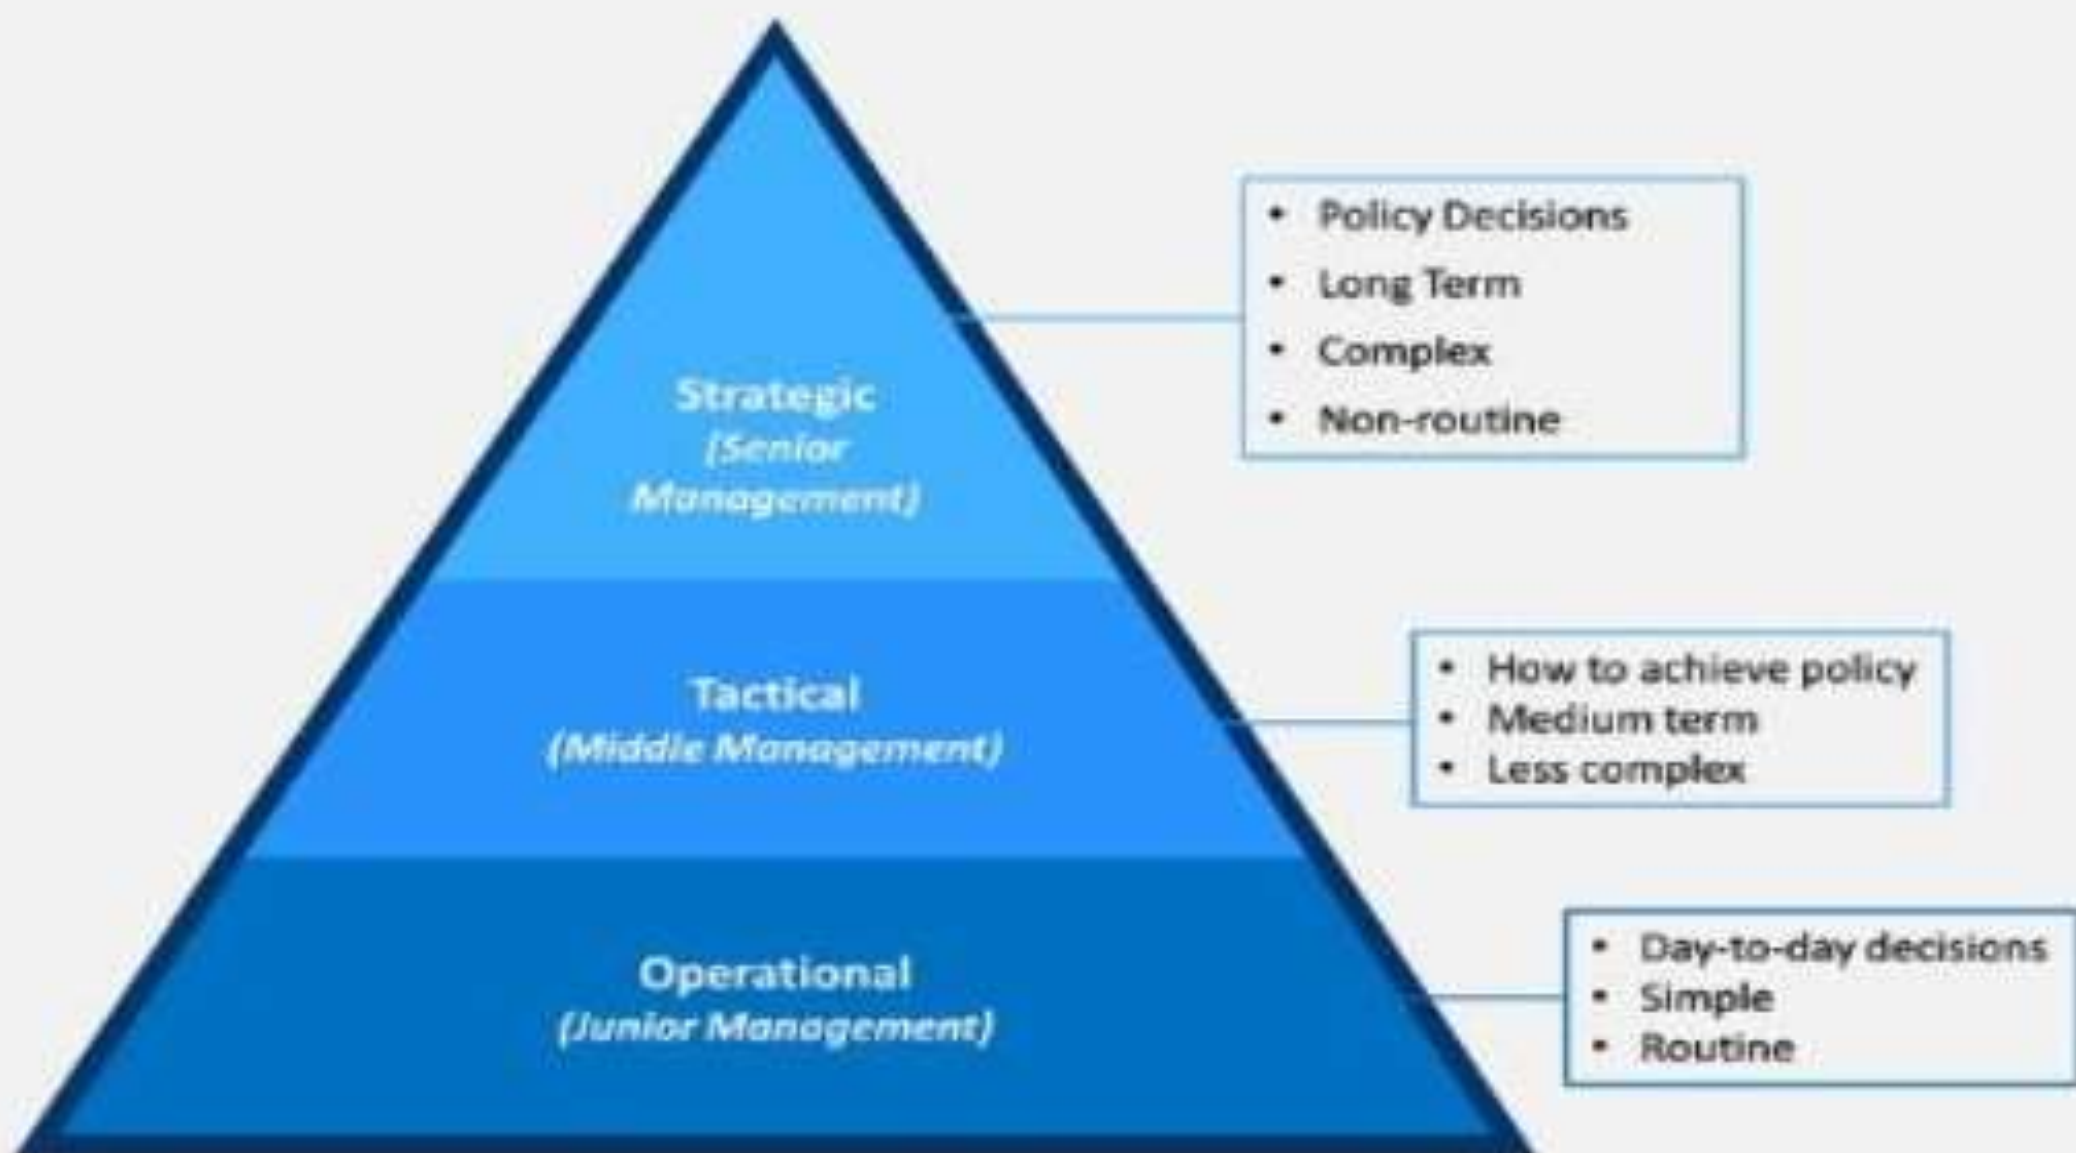 Strategic
(Senior
Management)
• Policy Decisions
• Long Term
• Complex
• Non-routine
Tactical
(Middle Management)
• How to achieve policy
• Medium term
• Less complex
Operational
(Junior Management)
• Day-to-day decisions
• Simple
• Routine